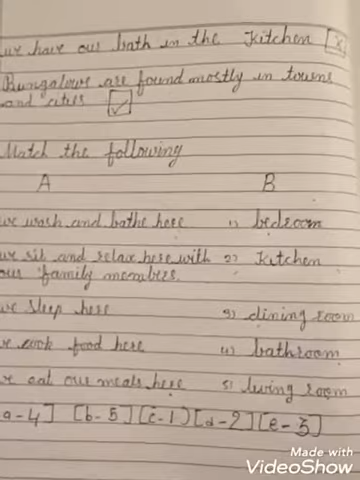 we have our bath in the Kitchen [x]
Bungalows are found mostly in towns
and cities [✓]
Match the following
A B
we wash and bathe here 1) bedroom
we sit and relax here with 2) Kitchen
our family members.
we sleep here 3) dining room
we cook food here 4) bathroom
we eat our meals here 5) living room
a-4] [b-5] [c-1] [d-2] [e-3]
Made with
VideoShow